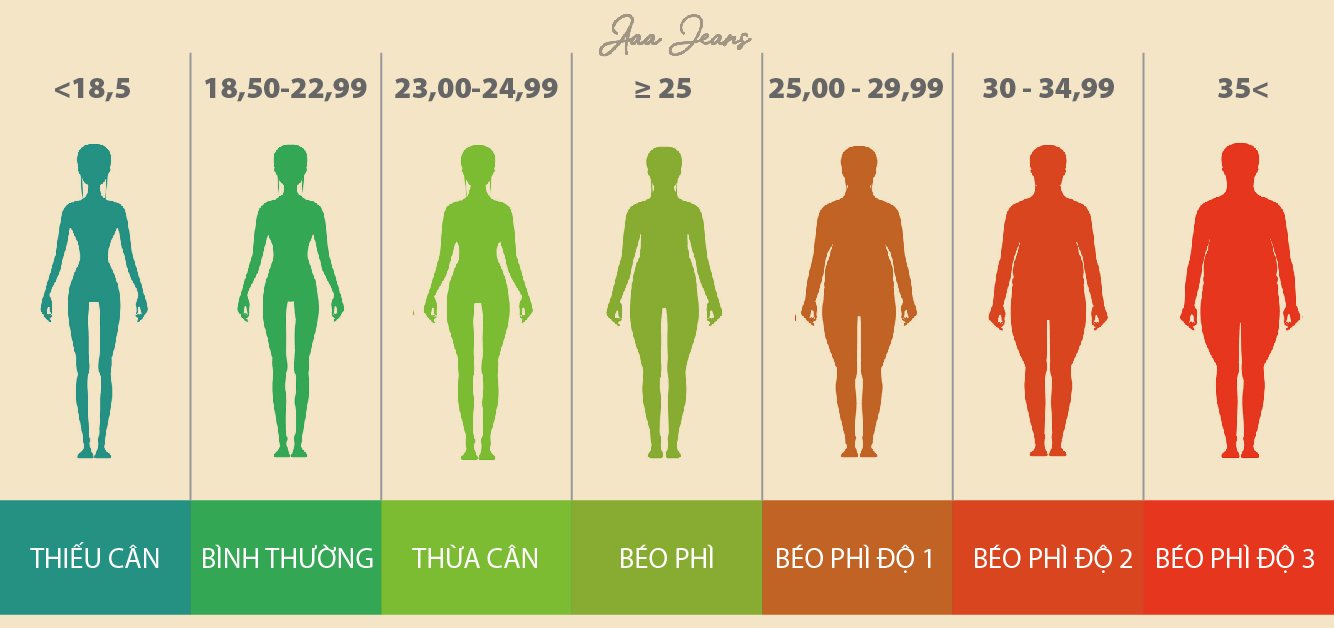 Aaa Jeans
<18,5
18,50-22,99
23,00-24,99
≥ 25
25,00 - 29,99
30 - 34,99
35<
THIẾU CÂN
BÌNH THƯỜNG
THỪA CÂN
BÉO PHÌ
BÉO PHÌ ĐỘ 1
BÉO PHÌ ĐỘ 2
BÉO PHÌ ĐỘ 3